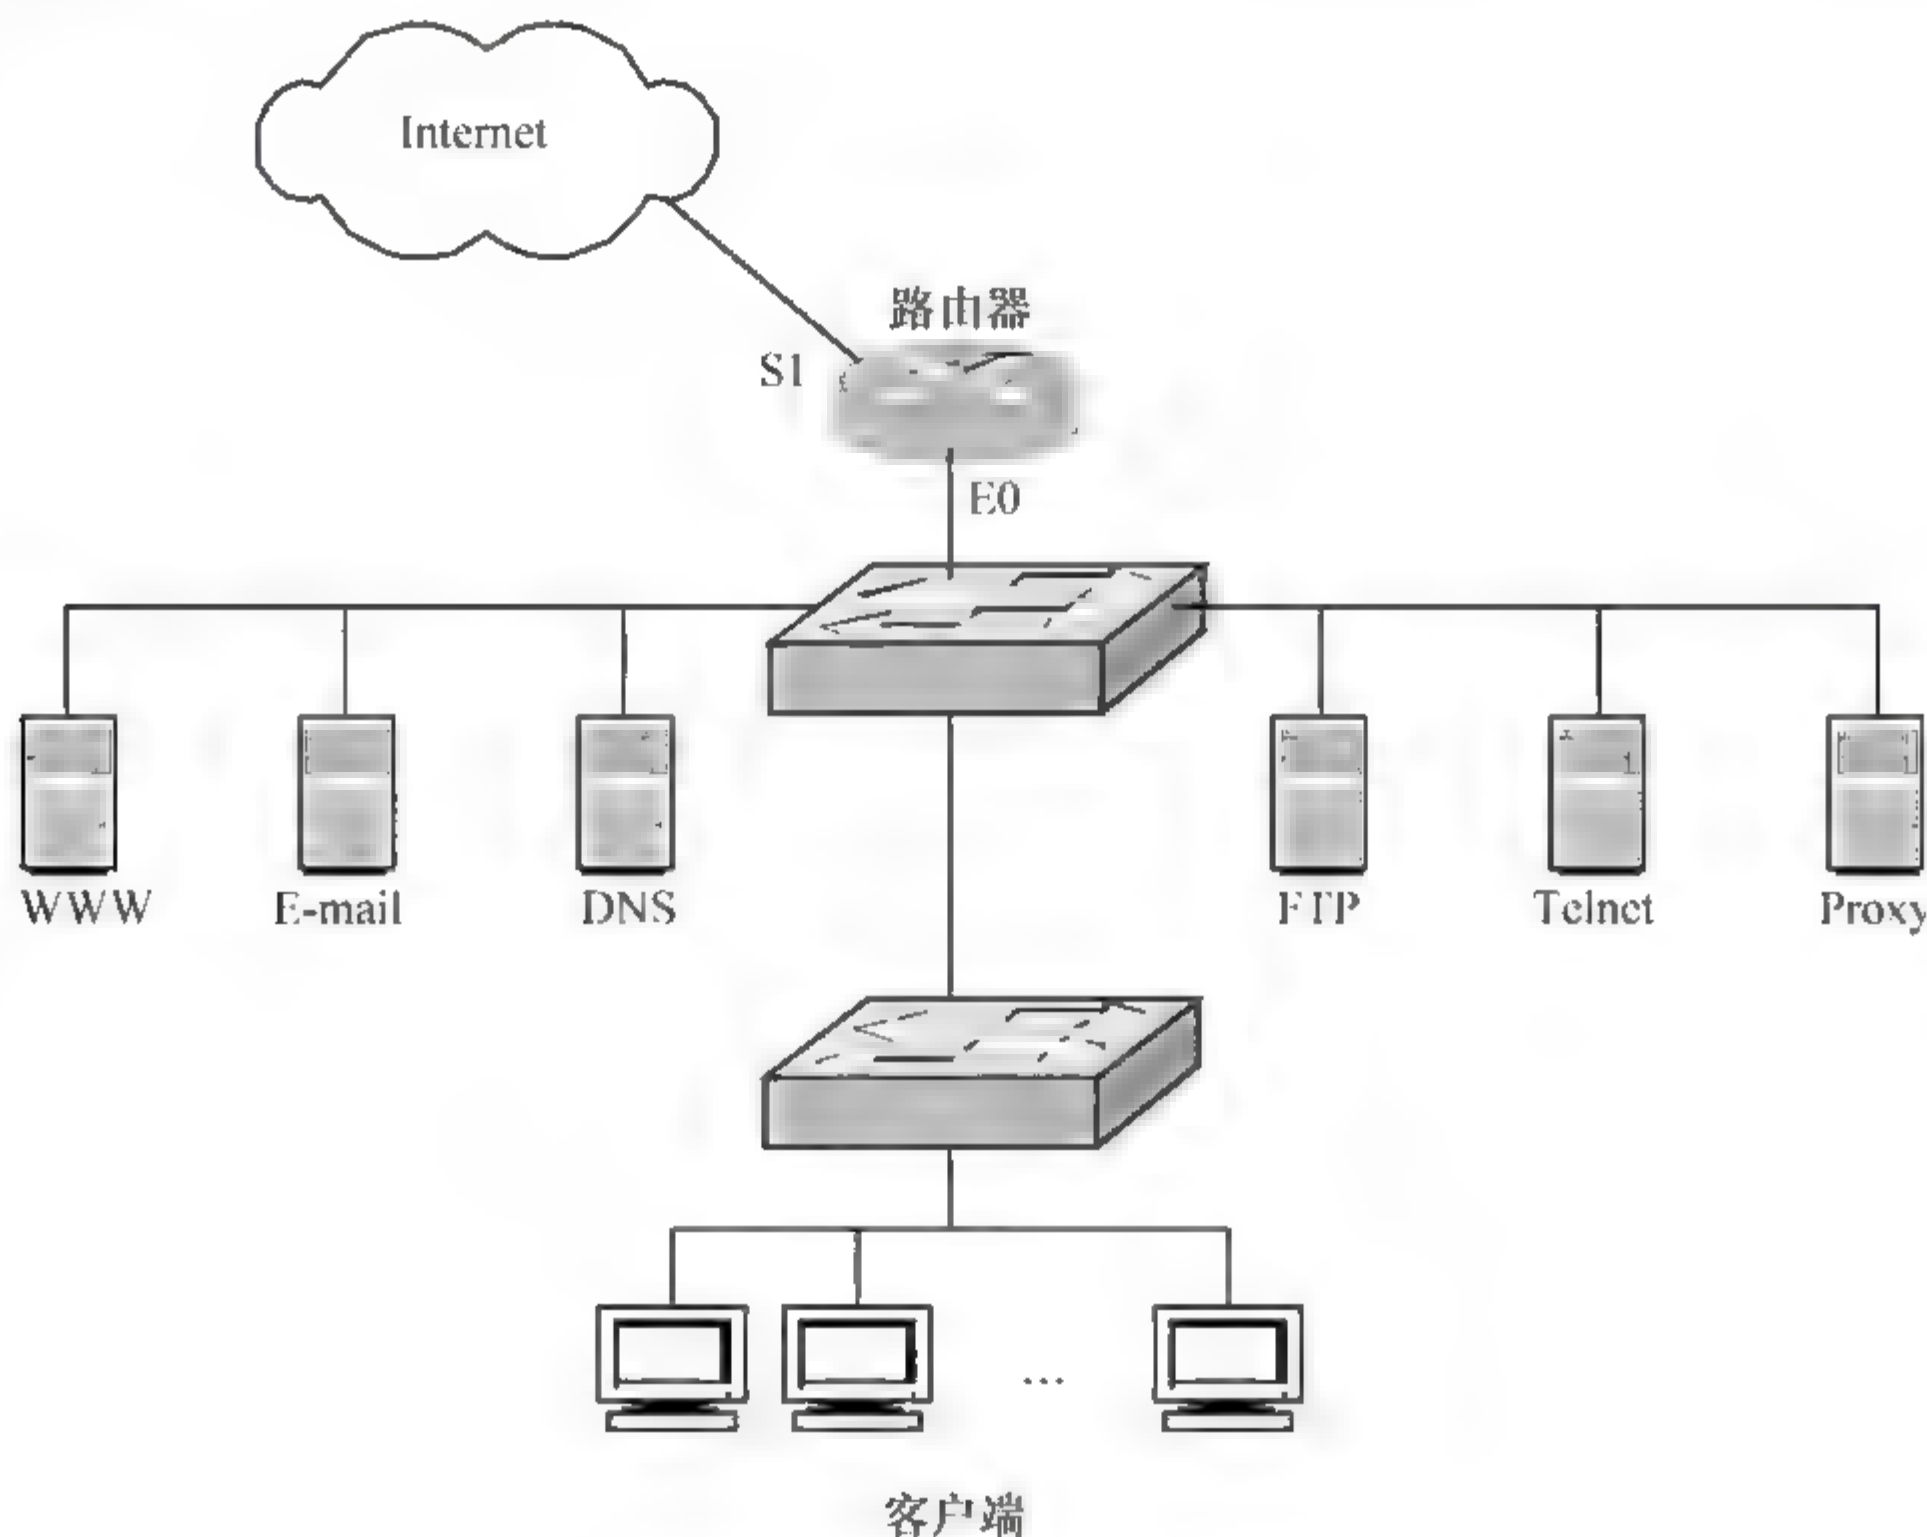 Internet
路由器
S1
E0
WWW
E-mail
DNS
FTP
Telnet
Proxy
...
客户端